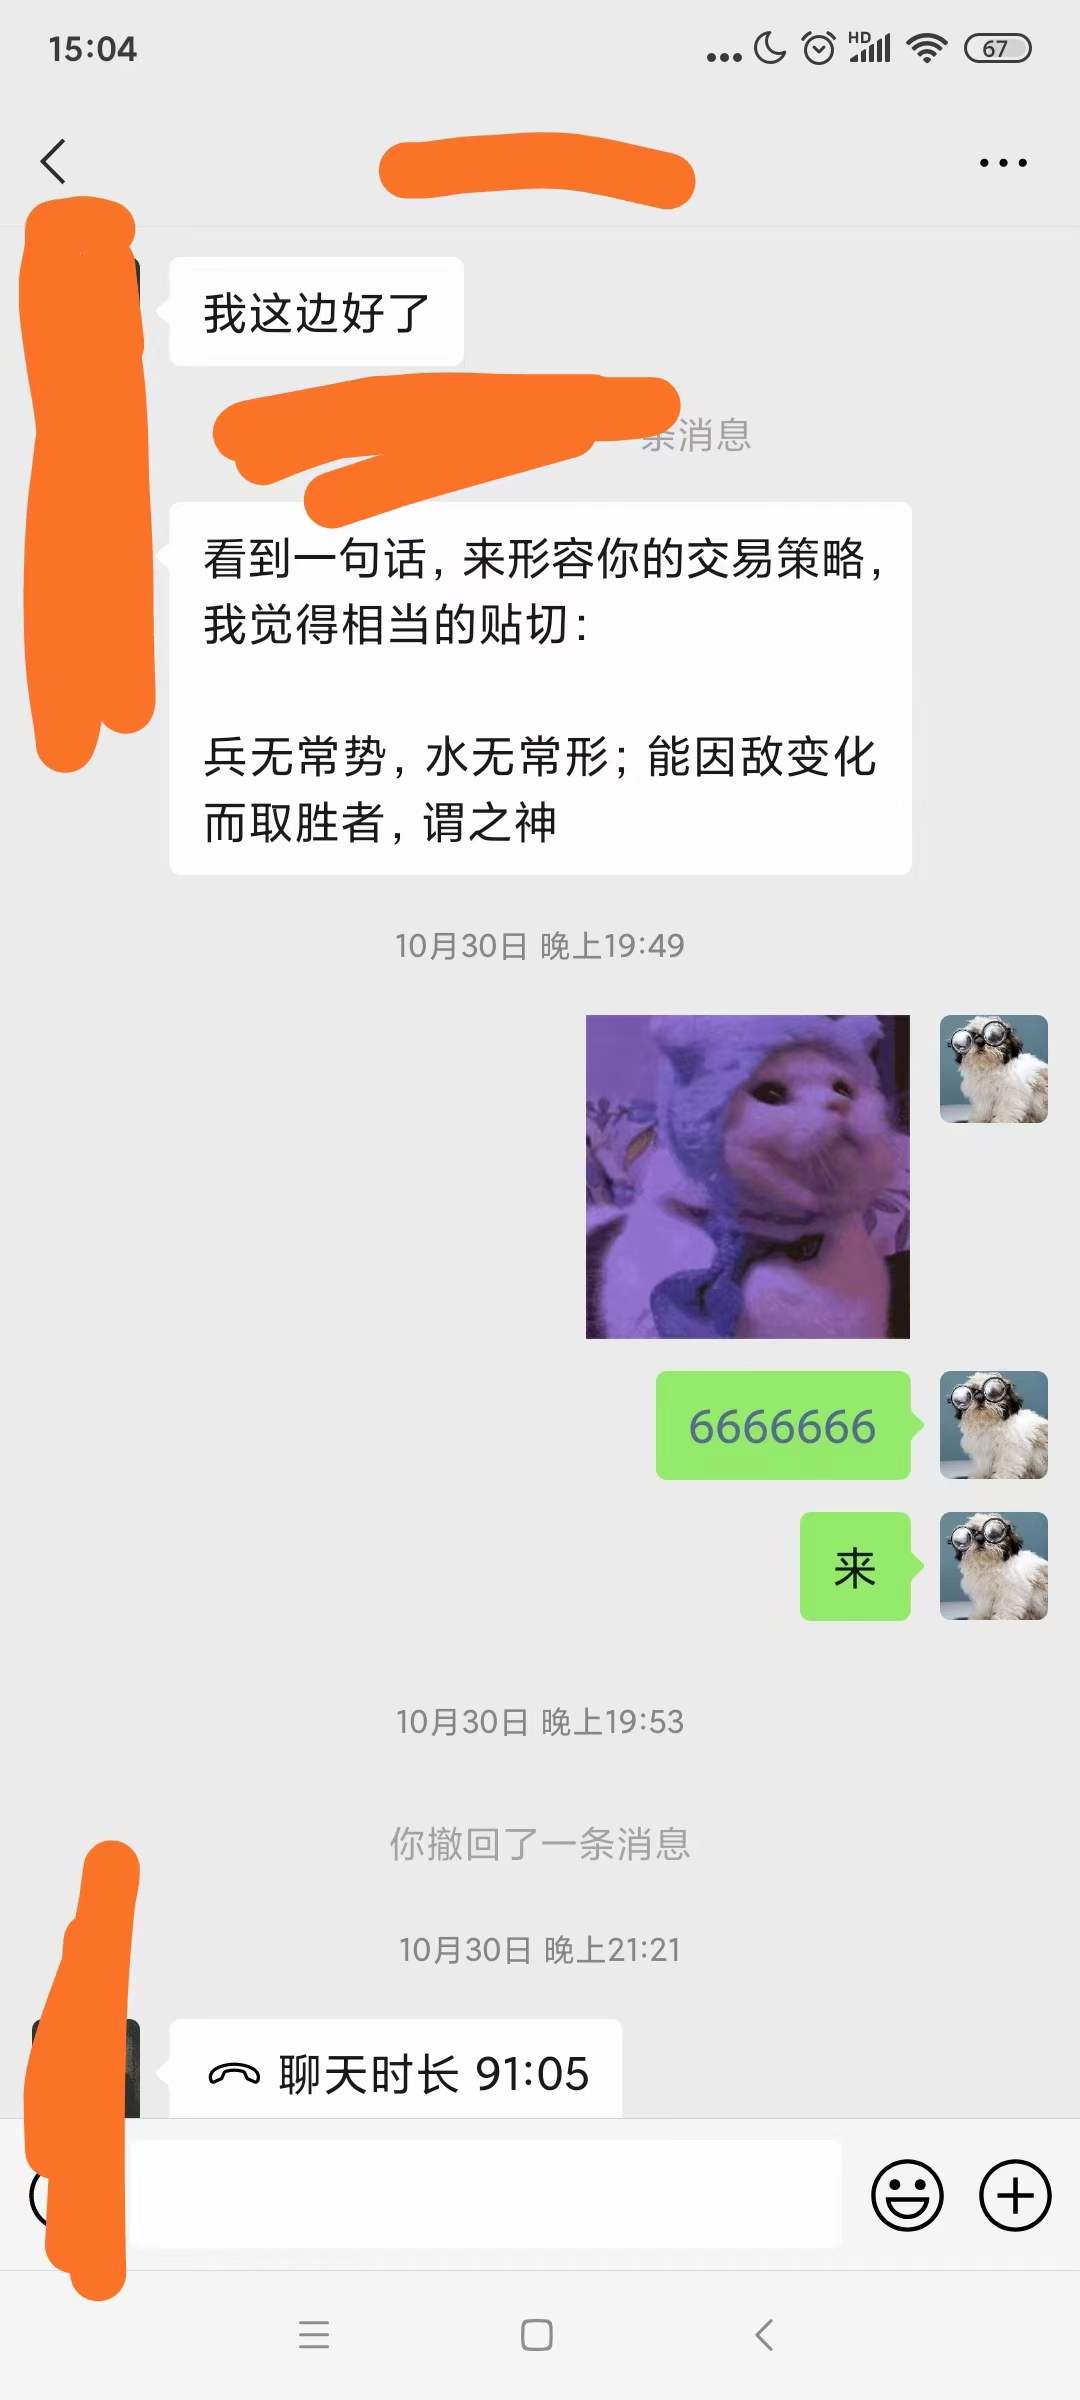 15:04
HD
67
我这边好了
条消息
看到一句话，来形容你的交易策略，
我觉得相当的贴切：
兵无常势，水无常形；能因敌变化
而取胜者，谓之神
10月30日 晚上19:49
6666666
来
10月30日 晚上19:53
你撤回了一条消息
10月30日 晚上21:21
聊天时长 91:05